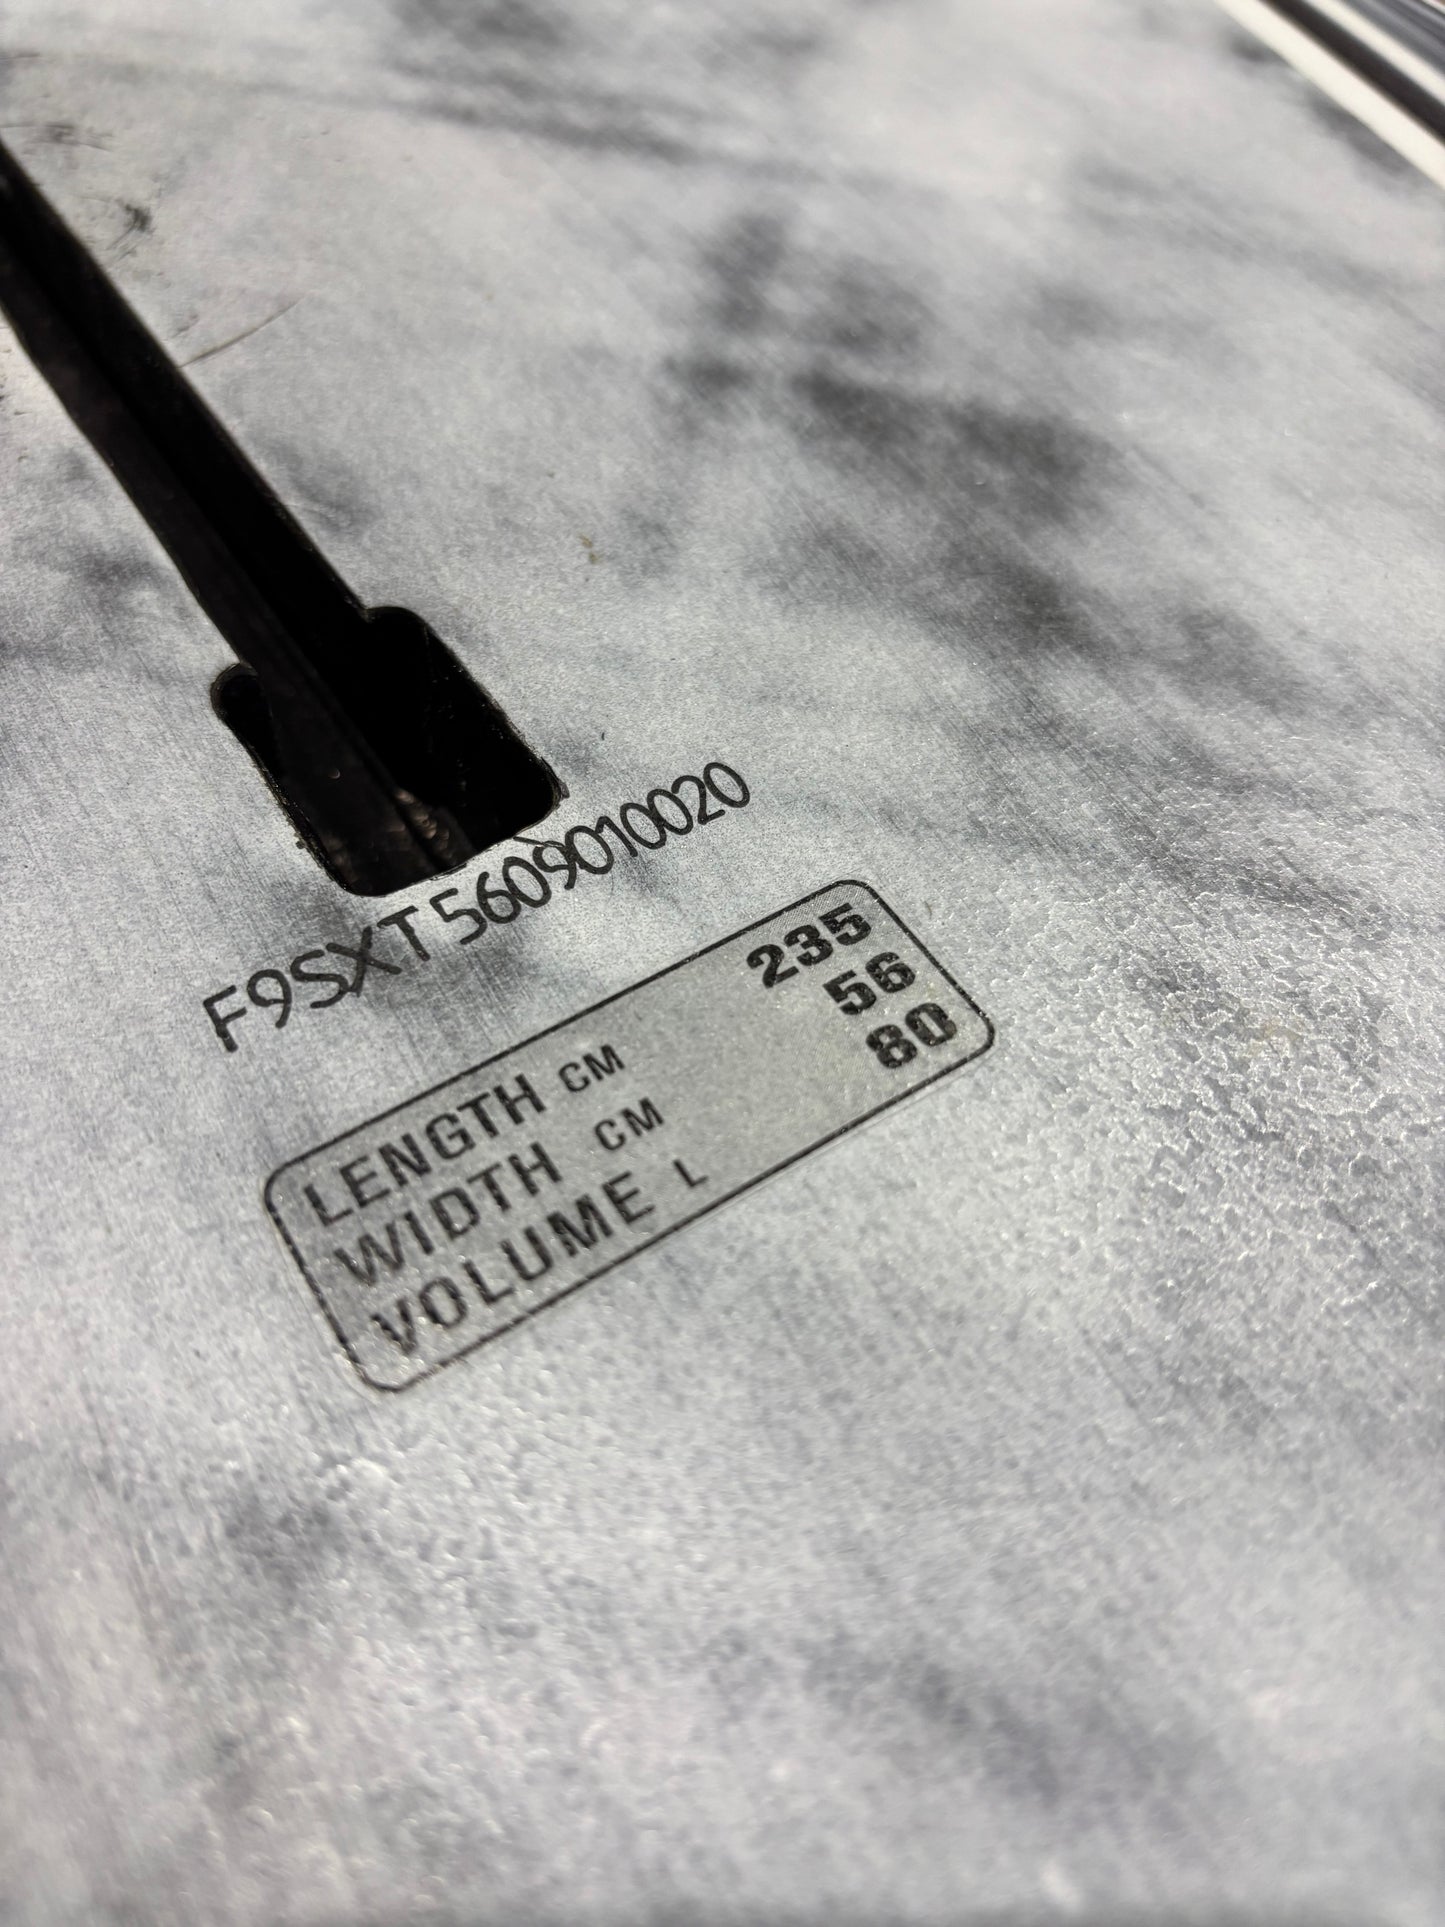 F9SXT5609010020
LENGTH CM 235
WIDTH CM 56
VOLUME L 80